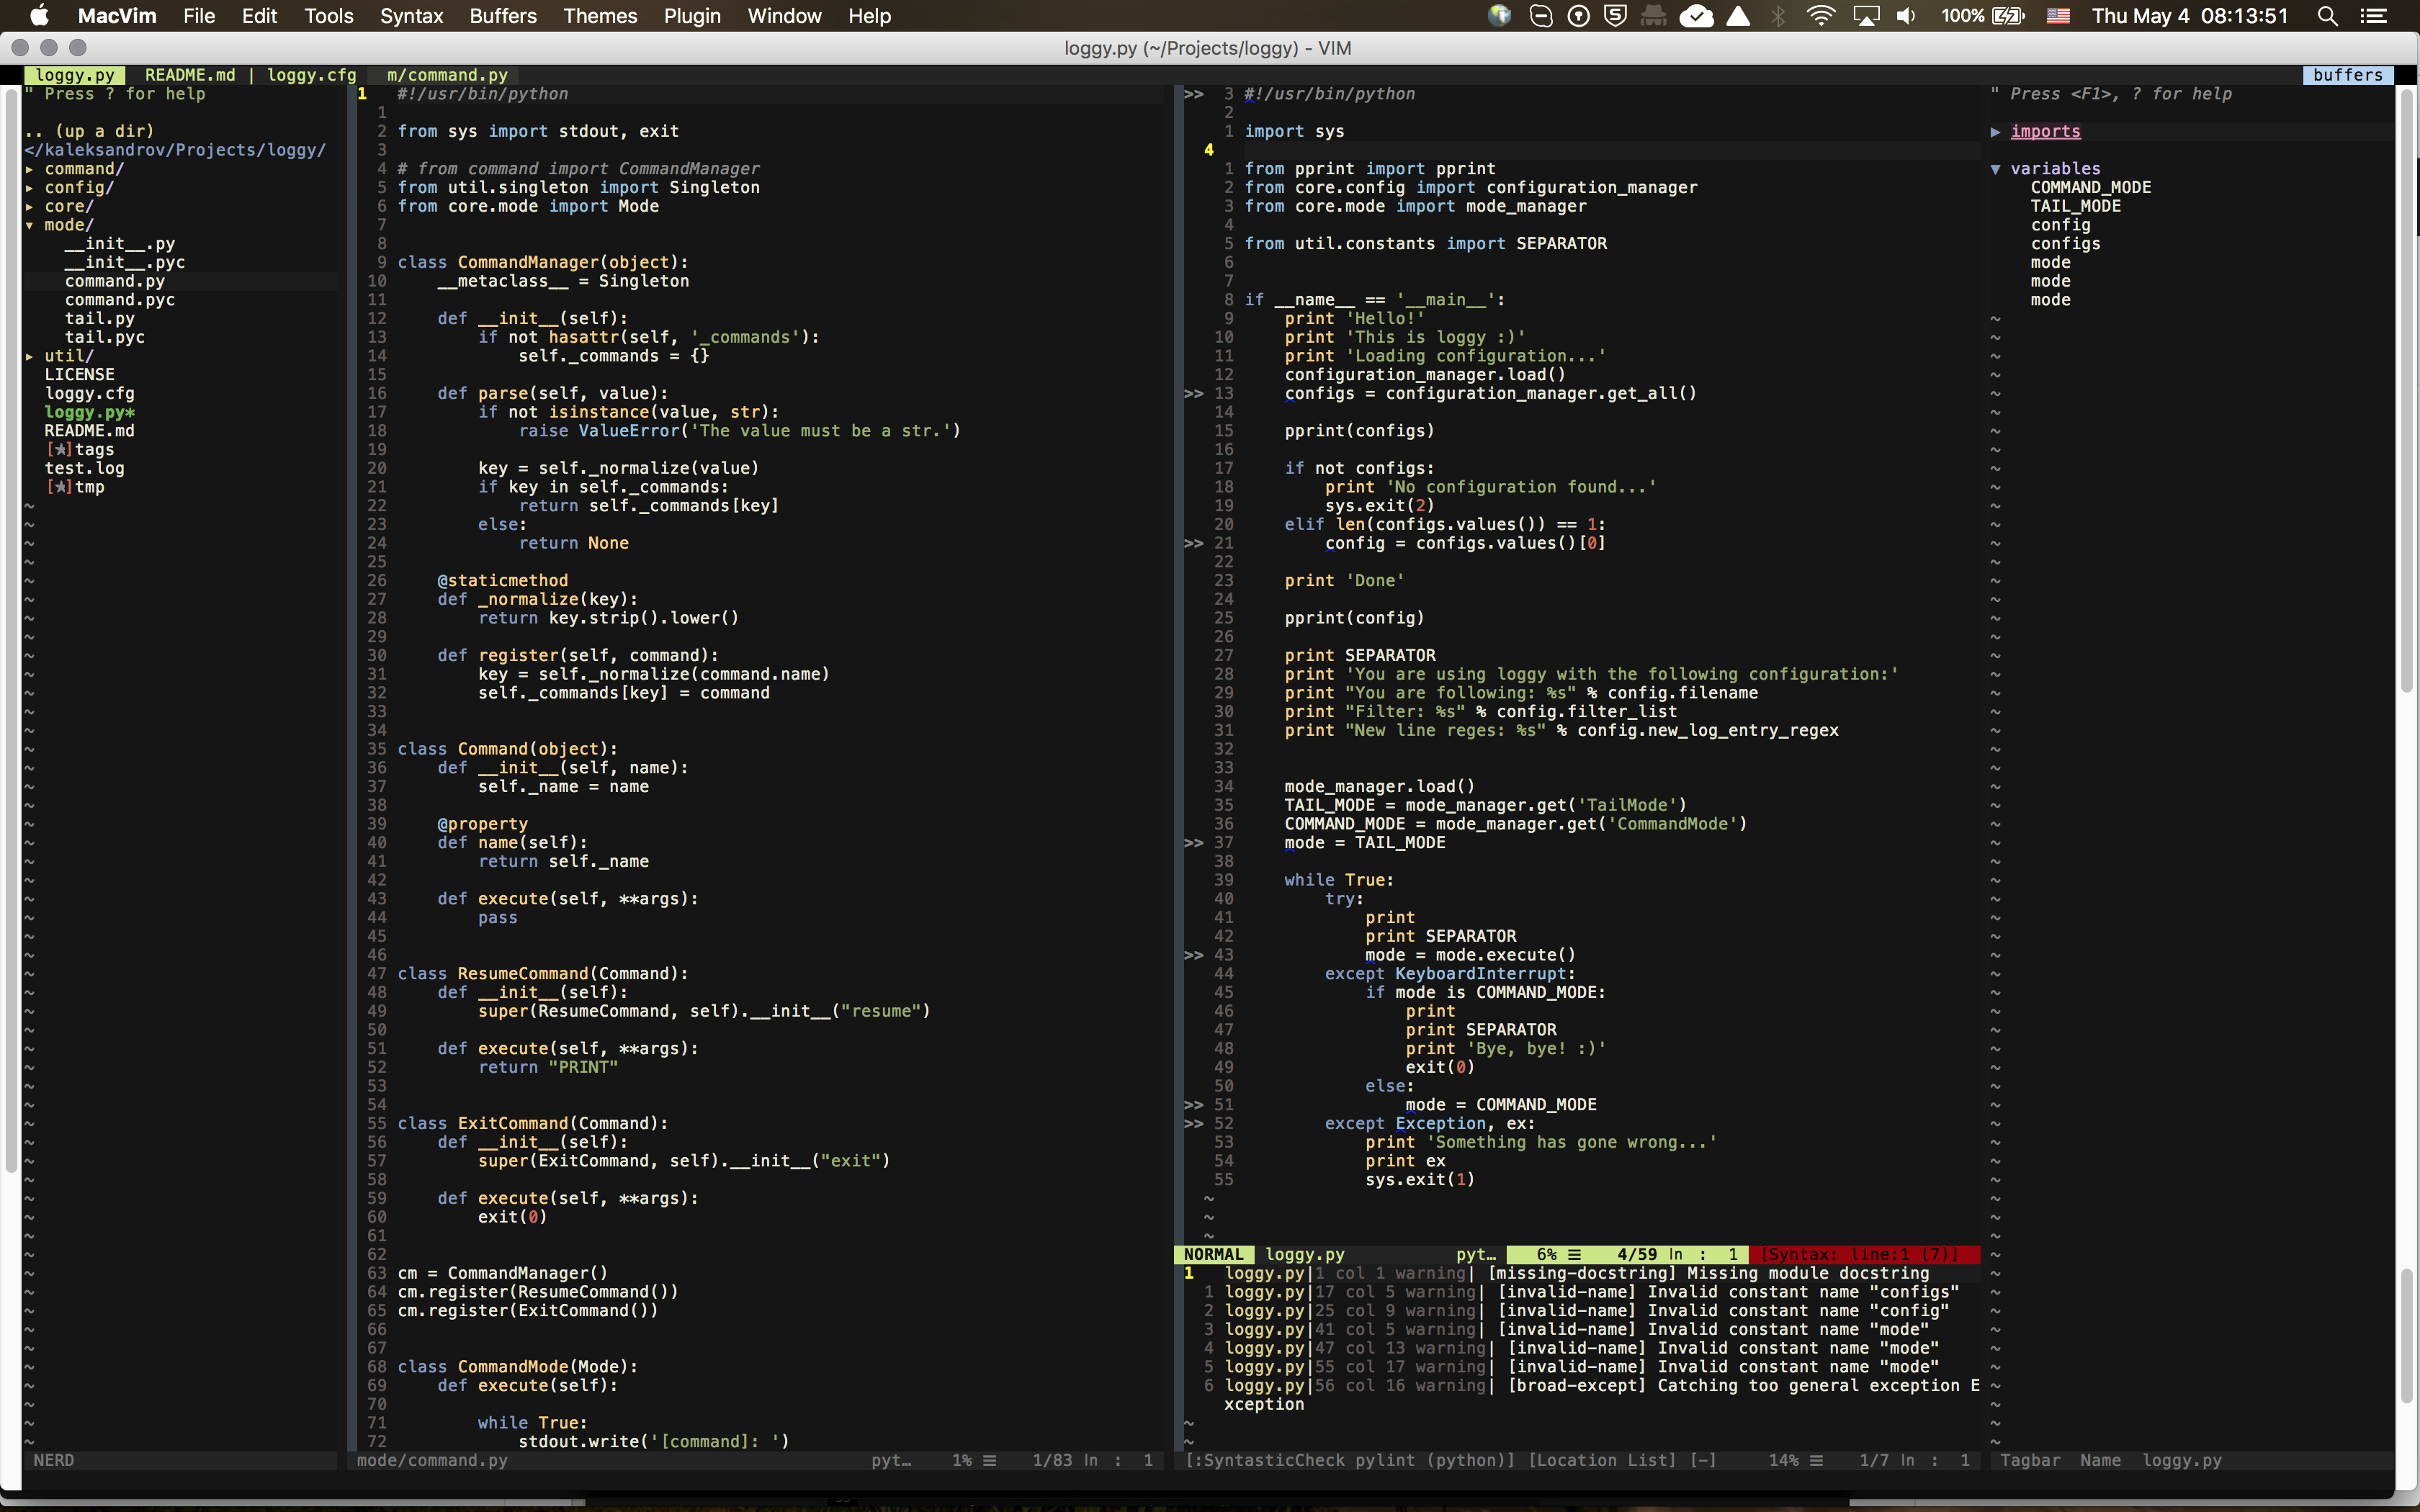 MacVim File Edit Tools Syntax Buffers Themes Plugin Window Help 100% Thu May 4 08:13:51
loggy.py (~/Projects/loggy) - VIM
loggy.py README.md | loggy.cfg m/command.py buffers
" Press ? for help
.. (up a dir)
</kaleksandrov/Projects/loggy/
▸ command/
▸ config/
▸ core/
▾ mode/
__init__.py
__init__.pyc
command.py
command.pyc
tail.py
tail.pyc
▸ util/
LICENSE
loggy.cfg
loggy.py*
README.md
[★]tags
test.log
[★]tmp
NERD
1 #!/usr/bin/python
1
2 from sys import stdout, exit
3
4 # from command import CommandManager
5 from util.singleton import Singleton
6 from core.mode import Mode
7
8
9 class CommandManager(object):
10     __metaclass__ = Singleton
11
12     def __init__(self):
13         if not hasattr(self, '_commands'):
14             self._commands = {}
15
16     def parse(self, value):
17         if not isinstance(value, str):
18             raise ValueError('The value must be a str.')
19
20         key = self._normalize(value)
21         if key in self._commands:
22             return self._commands[key]
23         else:
24             return None
25
26     @staticmethod
27     def _normalize(key):
28         return key.strip().lower()
29
30     def register(self, command):
31         key = self._normalize(command.name)
32         self._commands[key] = command
33
34
35 class Command(object):
36     def __init__(self, name):
37         self._name = name
38
39     @property
40     def name(self):
41         return self._name
42
43     def execute(self, **args):
44         pass
45
46
47 class ResumeCommand(Command):
48     def __init__(self):
49         super(ResumeCommand, self).__init__("resume")
50
51     def execute(self, **args):
52         return "PRINT"
53
54
55 class ExitCommand(Command):
56     def __init__(self):
57         super(ExitCommand, self).__init__("exit")
58
59     def execute(self, **args):
60         exit(0)
61
62
63 cm = CommandManager()
64 cm.register(ResumeCommand())
65 cm.register(ExitCommand())
66
67
68 class CommandMode(Mode):
69     def execute(self):
70
71         while True:
72             stdout.write('[command]: ')
mode/command.py pyt… 1% ☰ 1/83 ln : 1
>> 3 #!/usr/bin/python
2
1 import sys
4
1 from pprint import pprint
2 from core.config import configuration_manager
3 from core.mode import mode_manager
4
5 from util.constants import SEPARATOR
6
7
8 if __name__ == '__main__':
9     print 'Hello!'
10     print 'This is loggy :)'
11     print 'Loading configuration...'
12     configuration_manager.load()
>> 13     configs = configuration_manager.get_all()
14
15     pprint(configs)
16
17     if not configs:
18         print 'No configuration found...'
19         sys.exit(2)
20     elif len(configs.values()) == 1:
>> 21         config = configs.values()[0]
22
23     print 'Done'
24
25     pprint(config)
26
27     print SEPARATOR
28     print 'You are using loggy with the following configuration:'
29     print "You are following: %s" % config.filename
30     print "Filter: %s" % config.filter_list
31     print "New line reges: %s" % config.new_log_entry_regex
32
33
34     mode_manager.load()
35     TAIL_MODE = mode_manager.get('TailMode')
36     COMMAND_MODE = mode_manager.get('CommandMode')
>> 37     mode = TAIL_MODE
38
39     while True:
40         try:
41             print
42             print SEPARATOR
>> 43             mode = mode.execute()
44         except KeyboardInterrupt:
45             if mode is COMMAND_MODE:
46                 print
47                 print SEPARATOR
48                 print 'Bye, bye! :)'
49                 exit(0)
50             else:
>> 51                 mode = COMMAND_MODE
>> 52         except Exception, ex:
53             print 'Something has gone wrong...'
54             print ex
55             sys.exit(1)
~
~
~
NORMAL loggy.py pyt… 6% ☰ 4/59 ln : 1 [Syntax: line:1 (7)]
1 loggy.py|1 col 1 warning| [missing-docstring] Missing module docstring
1 loggy.py|17 col 5 warning| [invalid-name] Invalid constant name "configs"
2 loggy.py|25 col 9 warning| [invalid-name] Invalid constant name "config"
3 loggy.py|41 col 5 warning| [invalid-name] Invalid constant name "mode"
4 loggy.py|47 col 13 warning| [invalid-name] Invalid constant name "mode"
5 loggy.py|55 col 17 warning| [invalid-name] Invalid constant name "mode"
6 loggy.py|56 col 16 warning| [broad-except] Catching too general exception E
xception
~
~
[:SyntasticCheck pylint (python)] [Location List] [-] 14% ☰ 1/7 ln : 1
" Press <F1>, ? for help
▶ imports
▼ variables
COMMAND_MODE
TAIL_MODE
config
configs
mode
mode
mode
Tagbar Name loggy.py